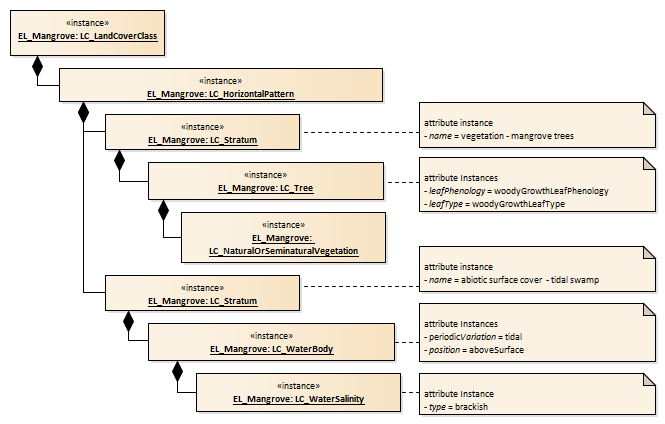 «instance»
EL_Mangrove: LC_LandCoverClass
«instance»
EL_Mangrove: LC_HorizontalPattern
«instance»
EL_Mangrove: LC_Stratum
attribute instance
- name = vegetation - mangrove trees
«instance»
EL_Mangrove: LC_Tree
attribute Instances
- leafPhenology = woodyGrowthLeafPhenology
- leafType = woodyGrowthLeafType
«instance»
EL_Mangrove:
LC_NaturalOrSeminaturalVegetation
«instance»
EL_Mangrove: LC_Stratum
attribute instance
- name = abiotic surface cover - tidal swamp
«instance»
EL_Mangrove: LC_WaterBody
attribute Instances
- periodicVariation = tidal
- position = aboveSurface
«instance»
EL_Mangrove: LC_WaterSalinity
attribute Instance
- type = brackish